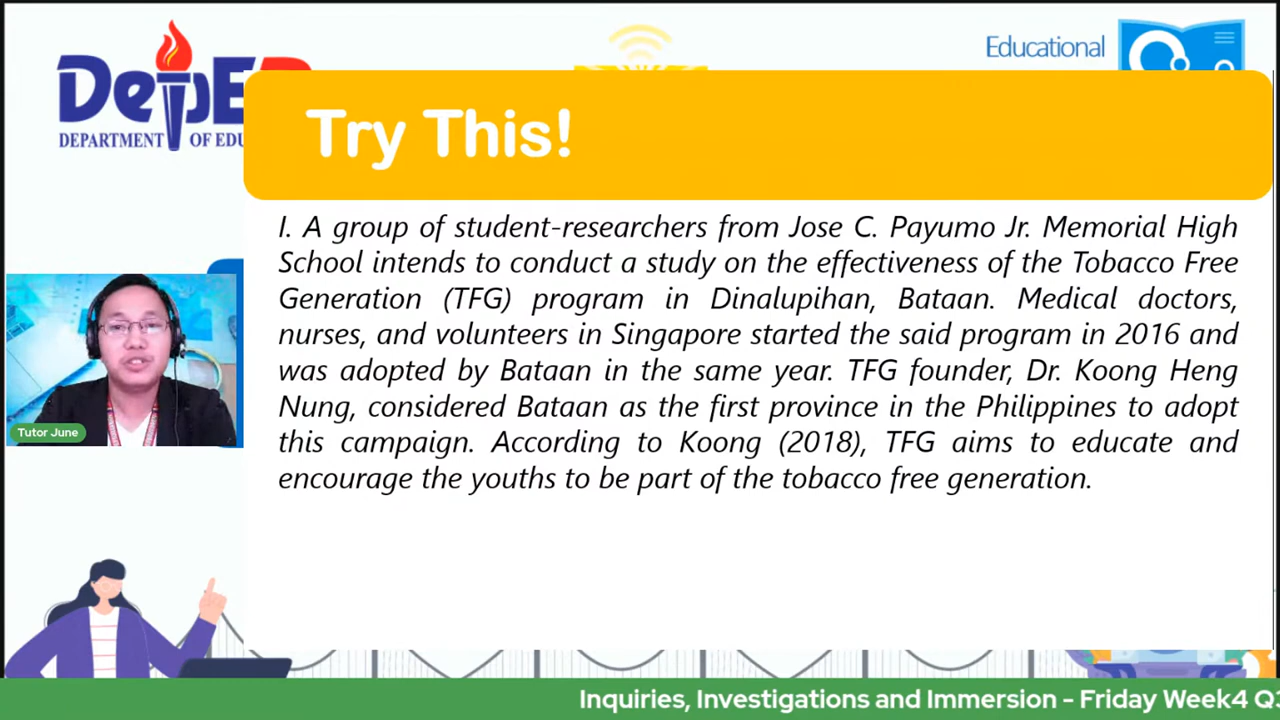 DepED
DEPARTMENT OF EDU
Educational
Try This!
I. A group of student-researchers from Jose C. Payumo Jr. Memorial High
School intends to conduct a study on the effectiveness of the Tobacco Free
Generation (TFG) program in Dinalupihan, Bataan. Medical doctors,
nurses, and volunteers in Singapore started the said program in 2016 and
was adopted by Bataan in the same year. TFG founder, Dr. Koong Heng
Nung, considered Bataan as the first province in the Philippines to adopt
this campaign. According to Koong (2018), TFG aims to educate and
encourage the youths to be part of the tobacco free generation.
Tutor June
Inquiries, Investigations and Immersion - Friday Week4 Q3